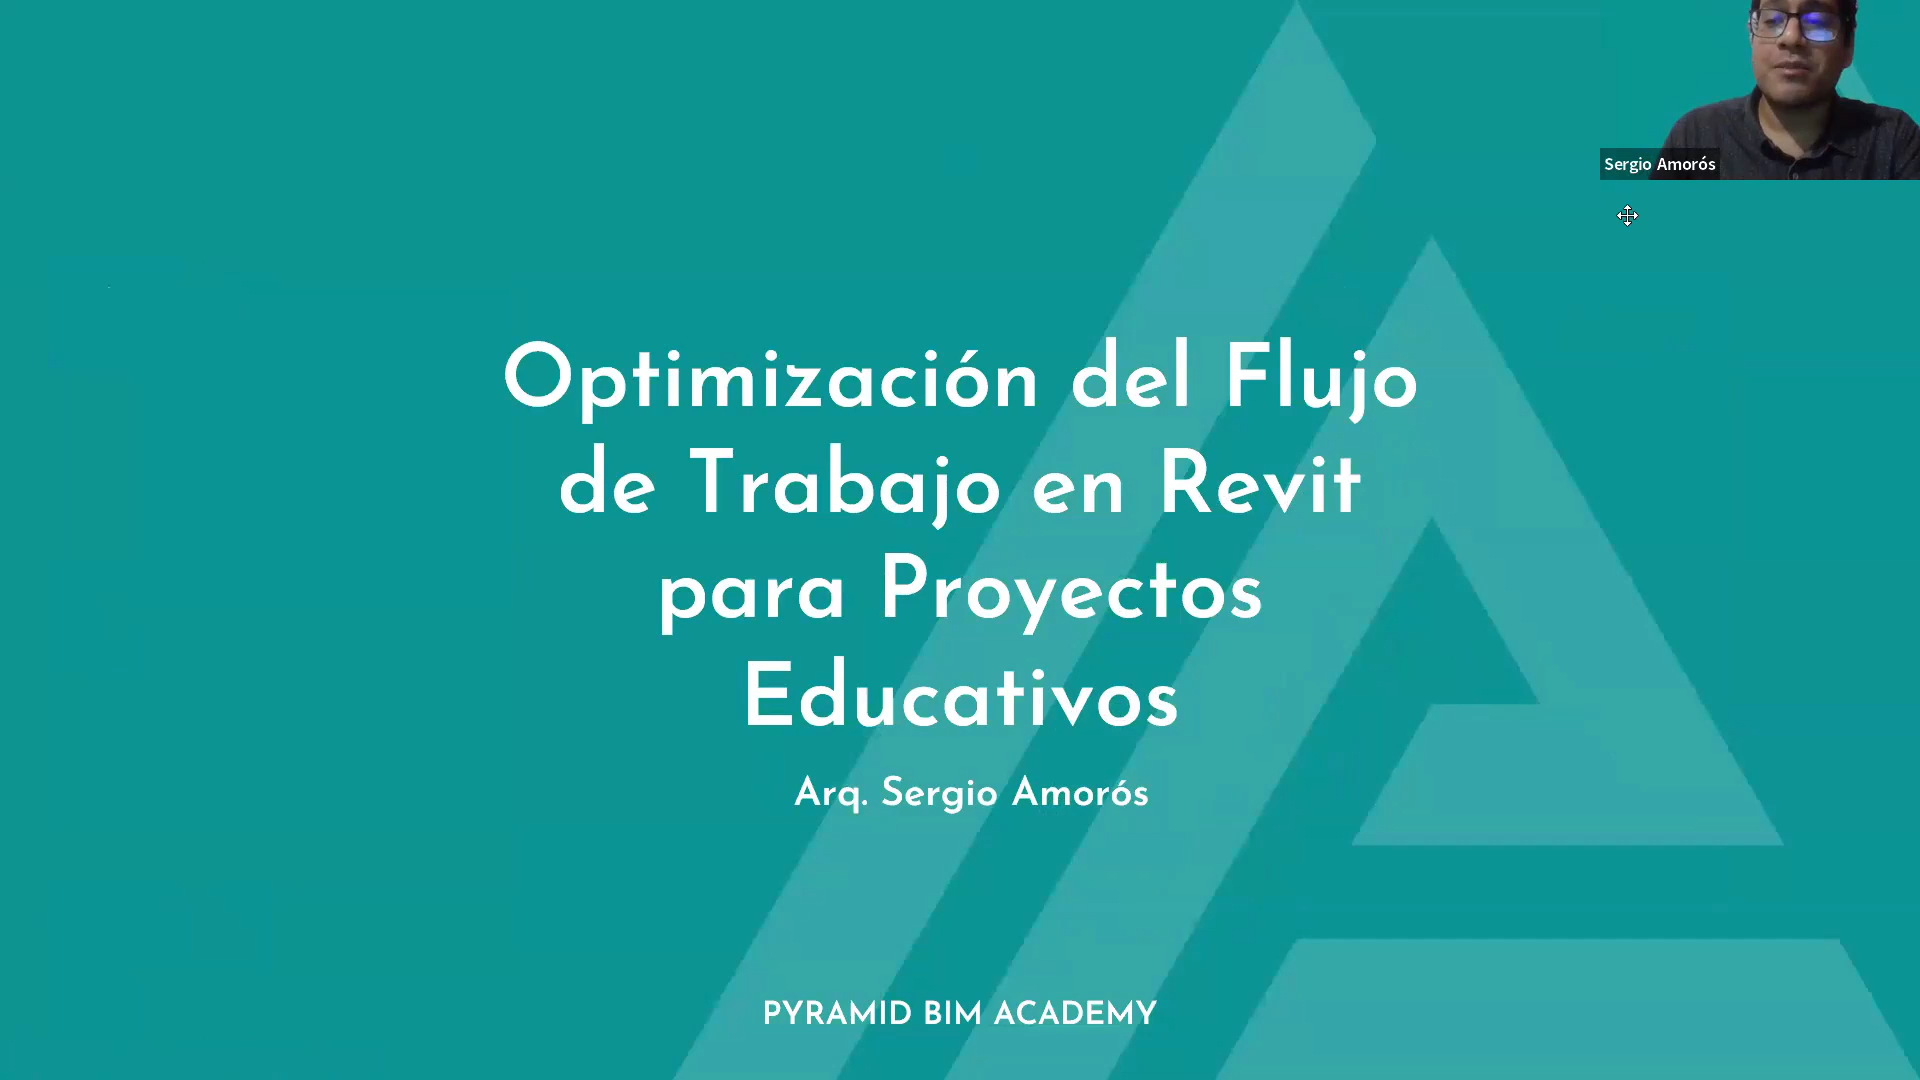 Sergio Amorós
Optimización del Flujo
de Trabajo en Revit
para Proyectos
Educativos
Arq. Sergio Amorós
PYRAMID BIM ACADEMY